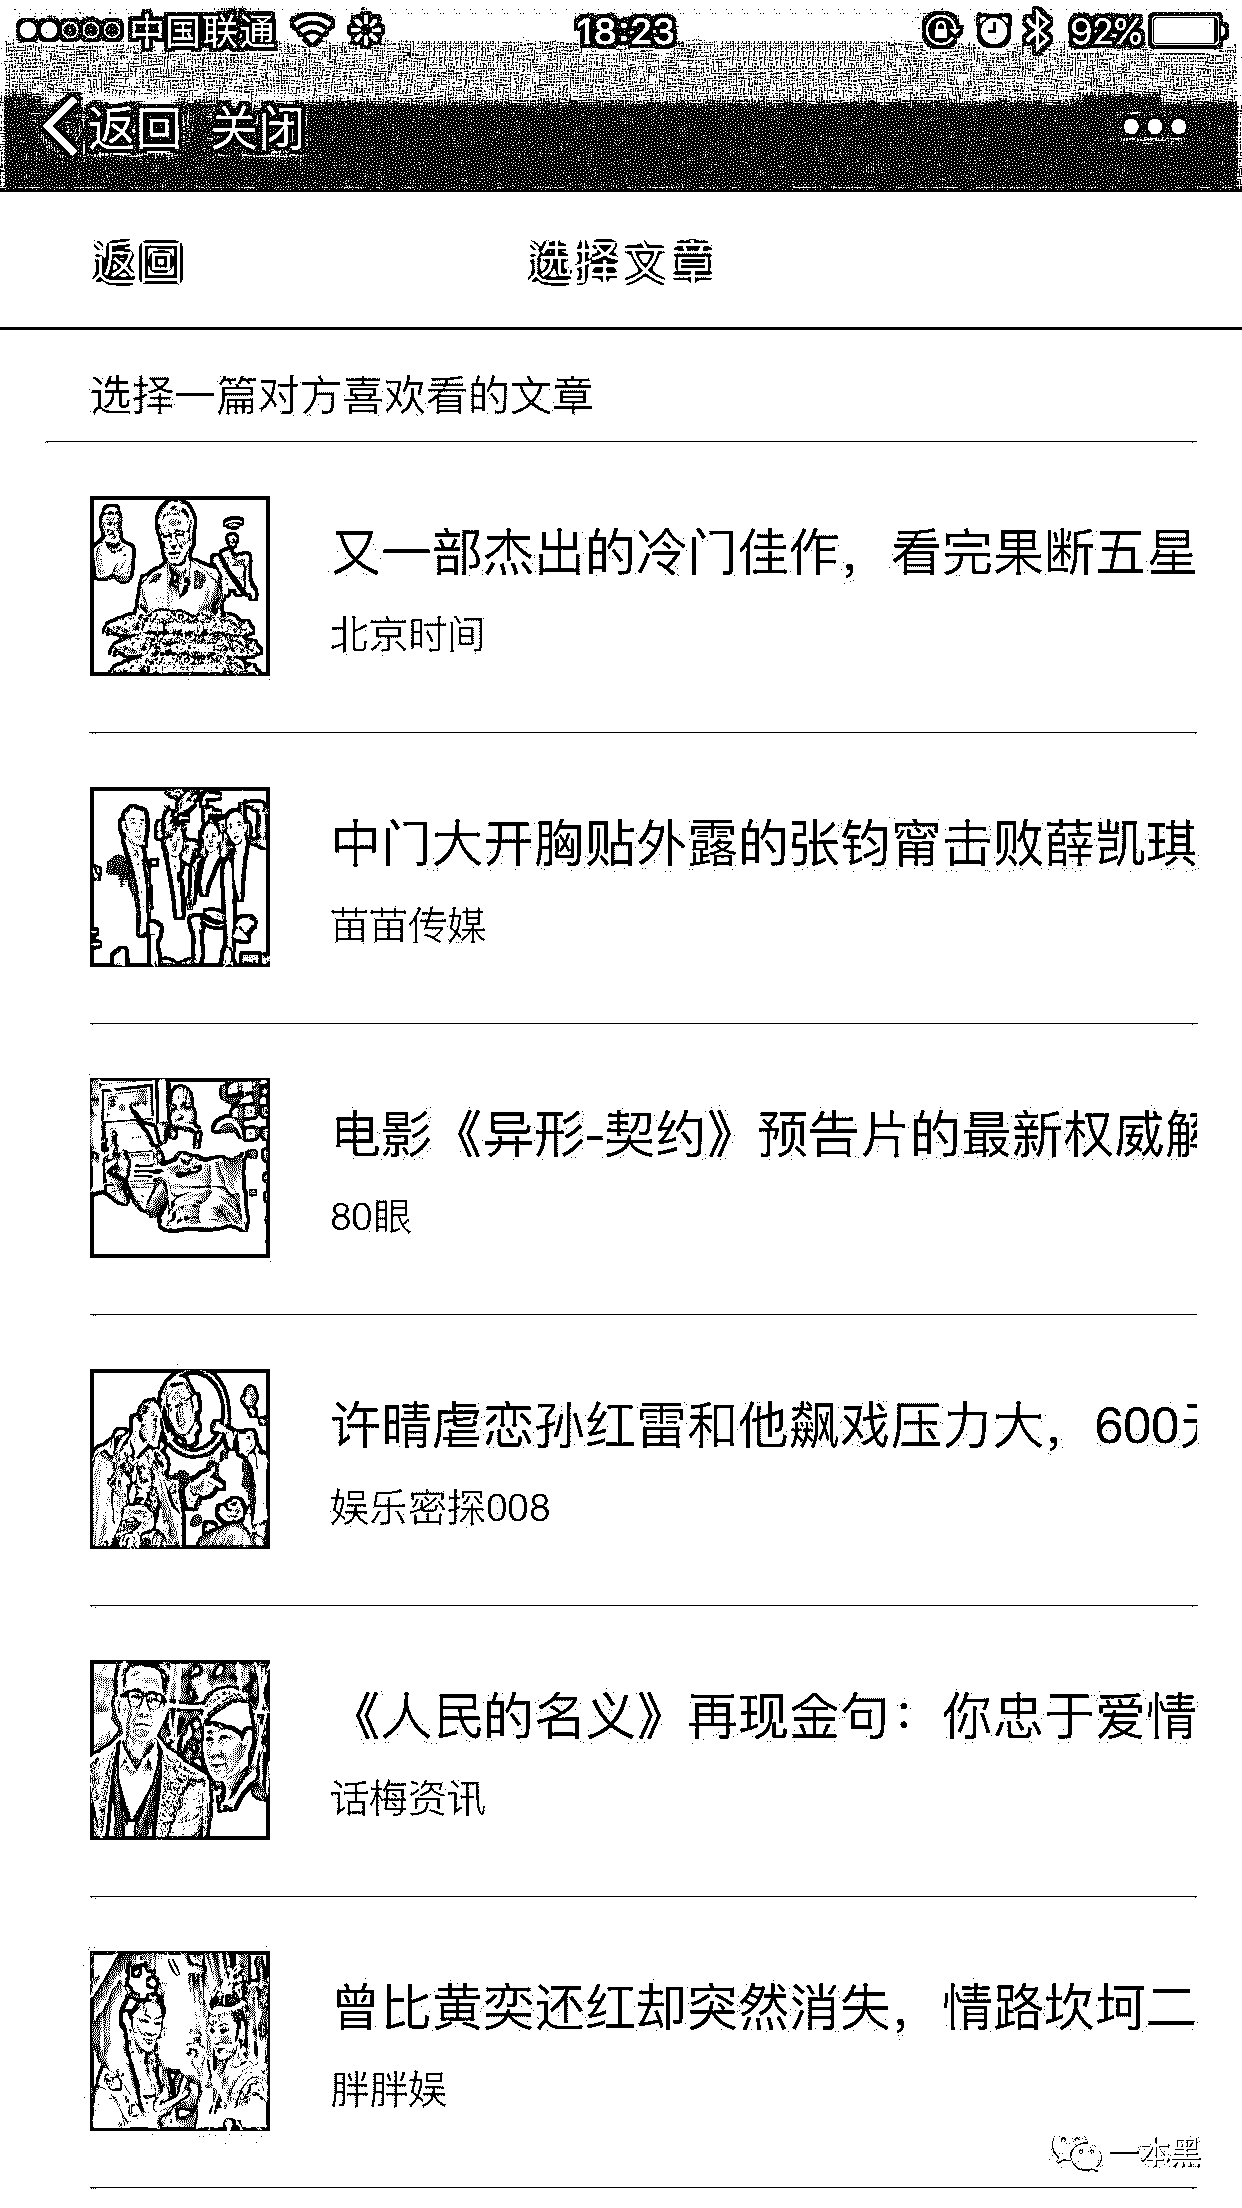 中国联通 18:23 92%
返回 关闭
返回 选择文章
选择一篇对方喜欢看的文章
又一部杰出的冷门佳作，看完果断五星
北京时间
中门大开胸贴外露的张钧甯击败薛凯琪
苗苗传媒
电影《异形-契约》预告片的最新权威解
80眼
许晴虐恋孙红雷和他飙戏压力大，600
娱乐密探008
《人民的名义》再现金句：你忠于爱情
话梅资讯
曾比黄奕还红却突然消失，情路坎坷二
胖胖娱
一本黑